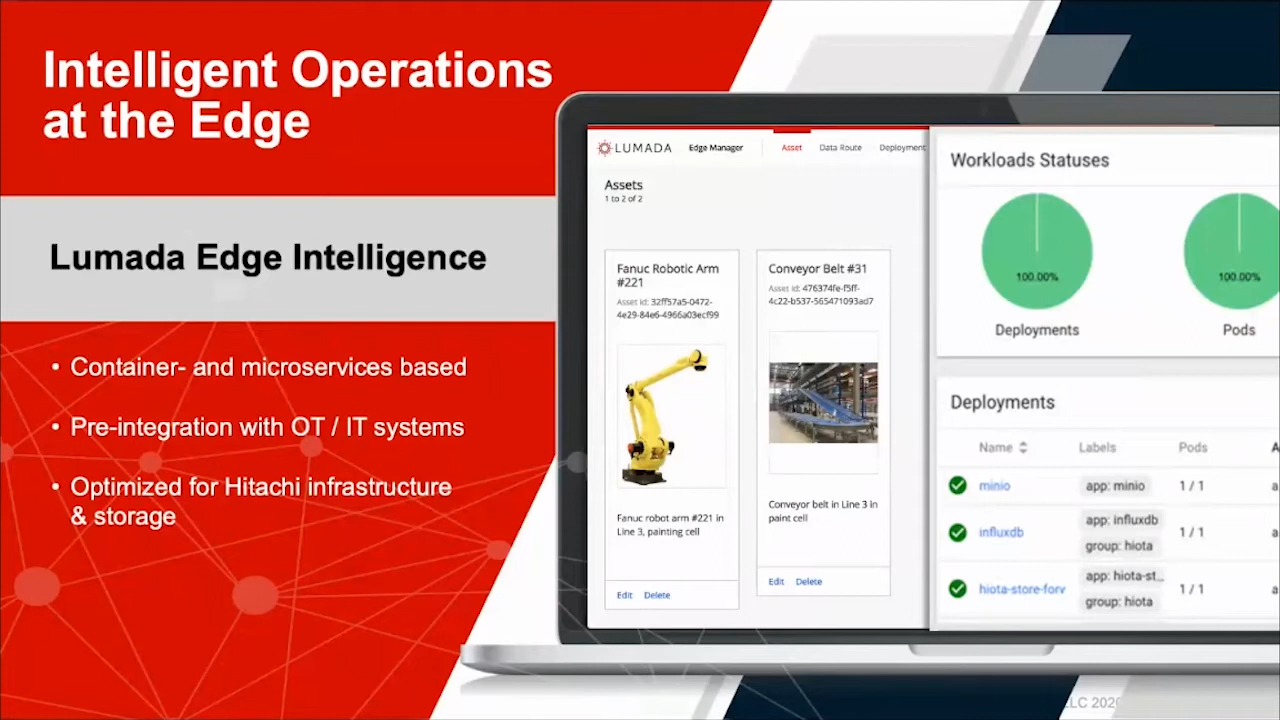 Intelligent Operations
at the Edge
Lumada Edge Intelligence
• Container- and microservices based
• Pre-integration with OT / IT systems
• Optimized for Hitachi infrastructure
& storage
LUMADA Edge Manager Asset Data Route Deployment
Assets
1 to 2 of 2
Fanuc Robotic Arm
#221
Asset Id: 32ff57a5-0472-
4e29-84e6-4966a03ecf99
Fanuc robot arm #221 in
Line 3, painting cell
Edit Delete
Conveyor Belt #31
Asset Id: 476374fe-f5ff-
4c22-b537-565471093ad7
Conveyor belt in Line 3 in
paint cell
Edit Delete
Workloads Statuses
100.00% 100.00%
Deployments Pods
Deployments
Name Labels Pods A
minio app: minio 1 / 1 a
influxdb app: influxdb 1 / 1 a
group: hiota
hiota-store-forv app: hiota-st... 1 / 1 a
group: hiota
LLC 2020